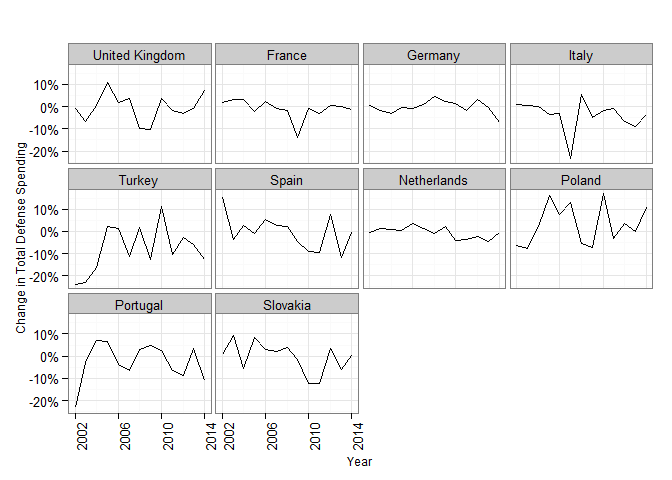 United Kingdom France Germany Italy
10%
0%
-10%
-20%
Turkey Spain Netherlands Poland
10%
0%
-10%
-20%
Portugal Slovakia
10%
0%
-10%
-20%
2002 2006 2010 2014 2002 2006 2010 2014
Year
Change in Total Defense Spending